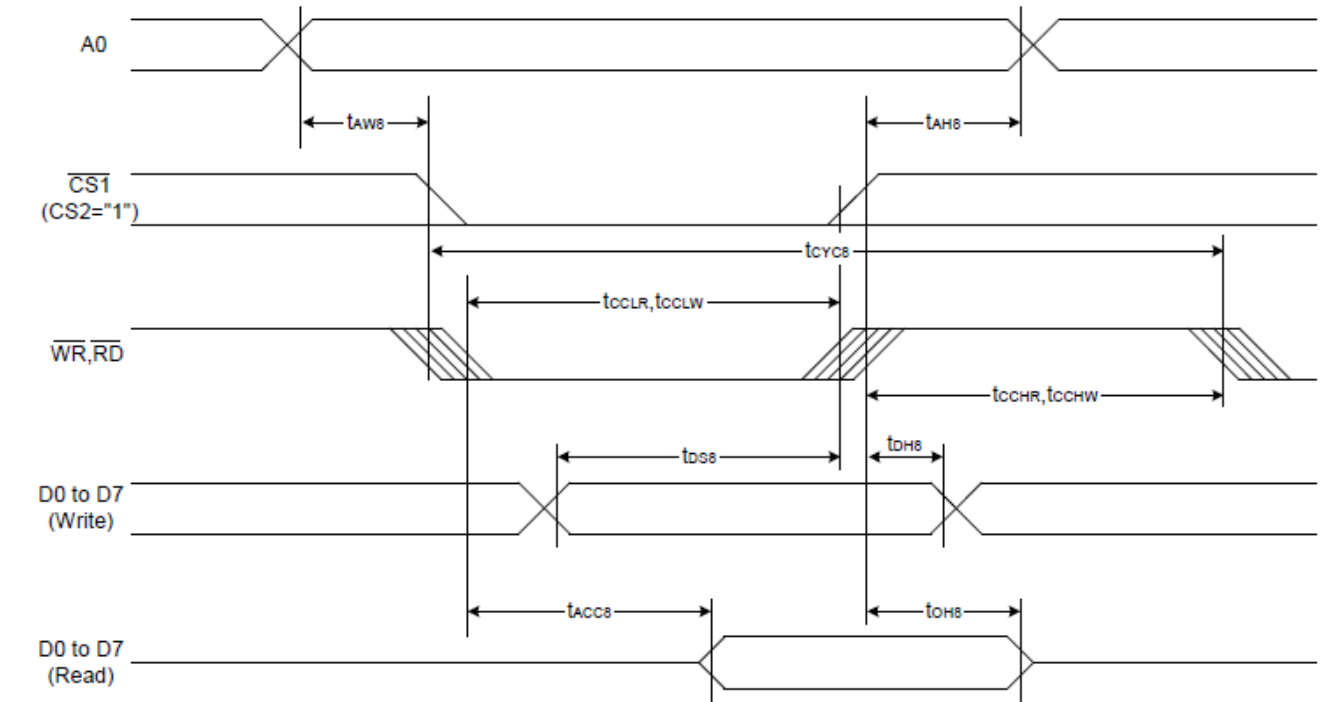 A0
tAW8
tAH8
CS1
(CS2="1")
tCYC8
tCCLR,tCCLW
WR,RD
tCCHR,tCCHW
tDS8
tDH8
D0 to D7
(Write)
tACC8
tOH8
D0 to D7
(Read)